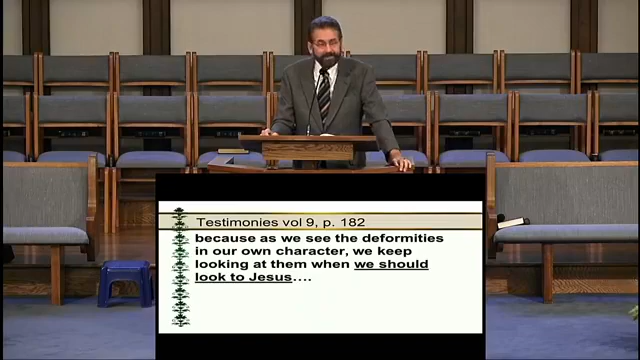 Testimonies vol 9, p. 182
because as we see the deformities
in our own character, we keep
looking at them when we should
look to Jesus....